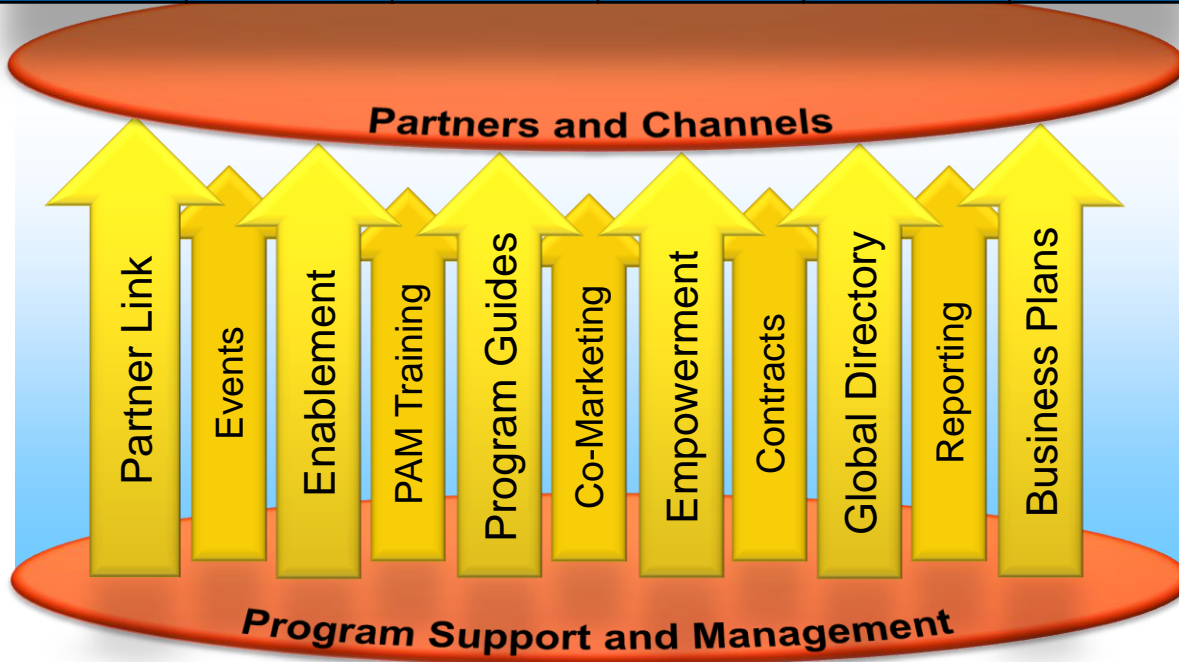 Partners and Channels
Partner Link
Events
Enablement
PAM Training
Program Guides
Co-Marketing
Empowerment
Contracts
Global Directory
Reporting
Business Plans
Program Support and Management